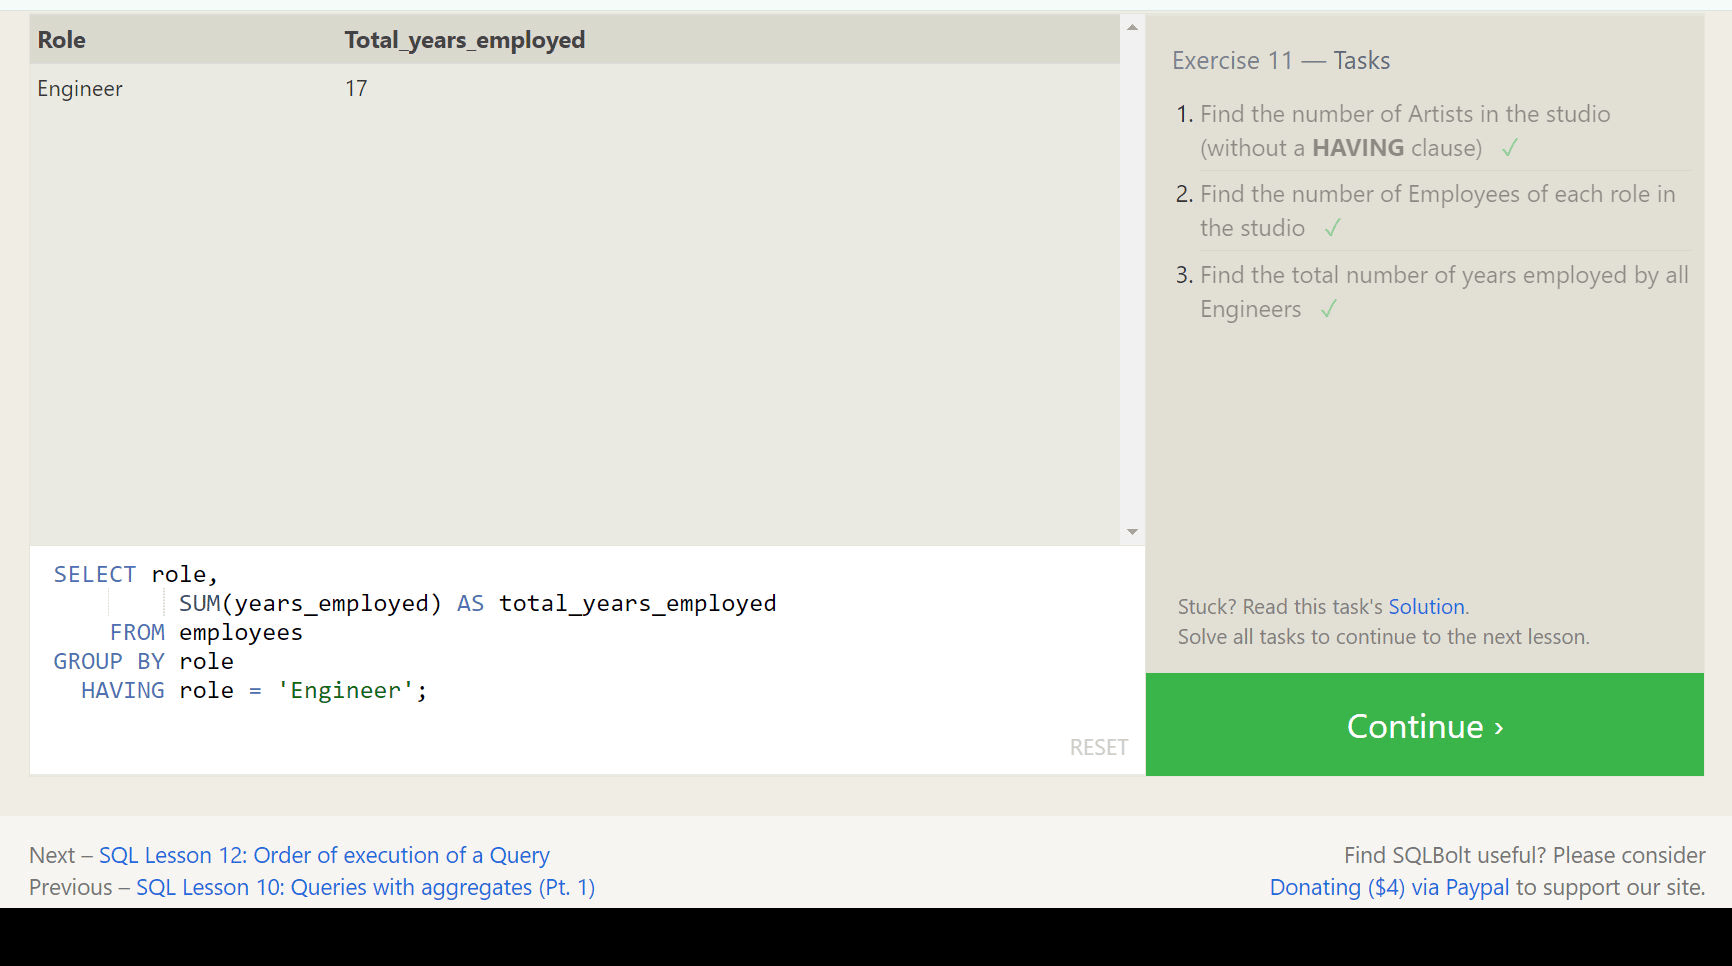 Role Total_years_employed
Engineer 17
SELECT role,
SUM(years_employed) AS total_years_employed
FROM employees
GROUP BY role
HAVING role = 'Engineer';
RESET
Exercise 11 — Tasks
1. Find the number of Artists in the studio
(without a HAVING clause) ✓
2. Find the number of Employees of each role in
the studio ✓
3. Find the total number of years employed by all
Engineers ✓
Stuck? Read this task's Solution.
Solve all tasks to continue to the next lesson.
Continue ›
Next – SQL Lesson 12: Order of execution of a Query
Previous – SQL Lesson 10: Queries with aggregates (Pt. 1)
Find SQLBolt useful? Please consider
Donating ($4) via Paypal to support our site.